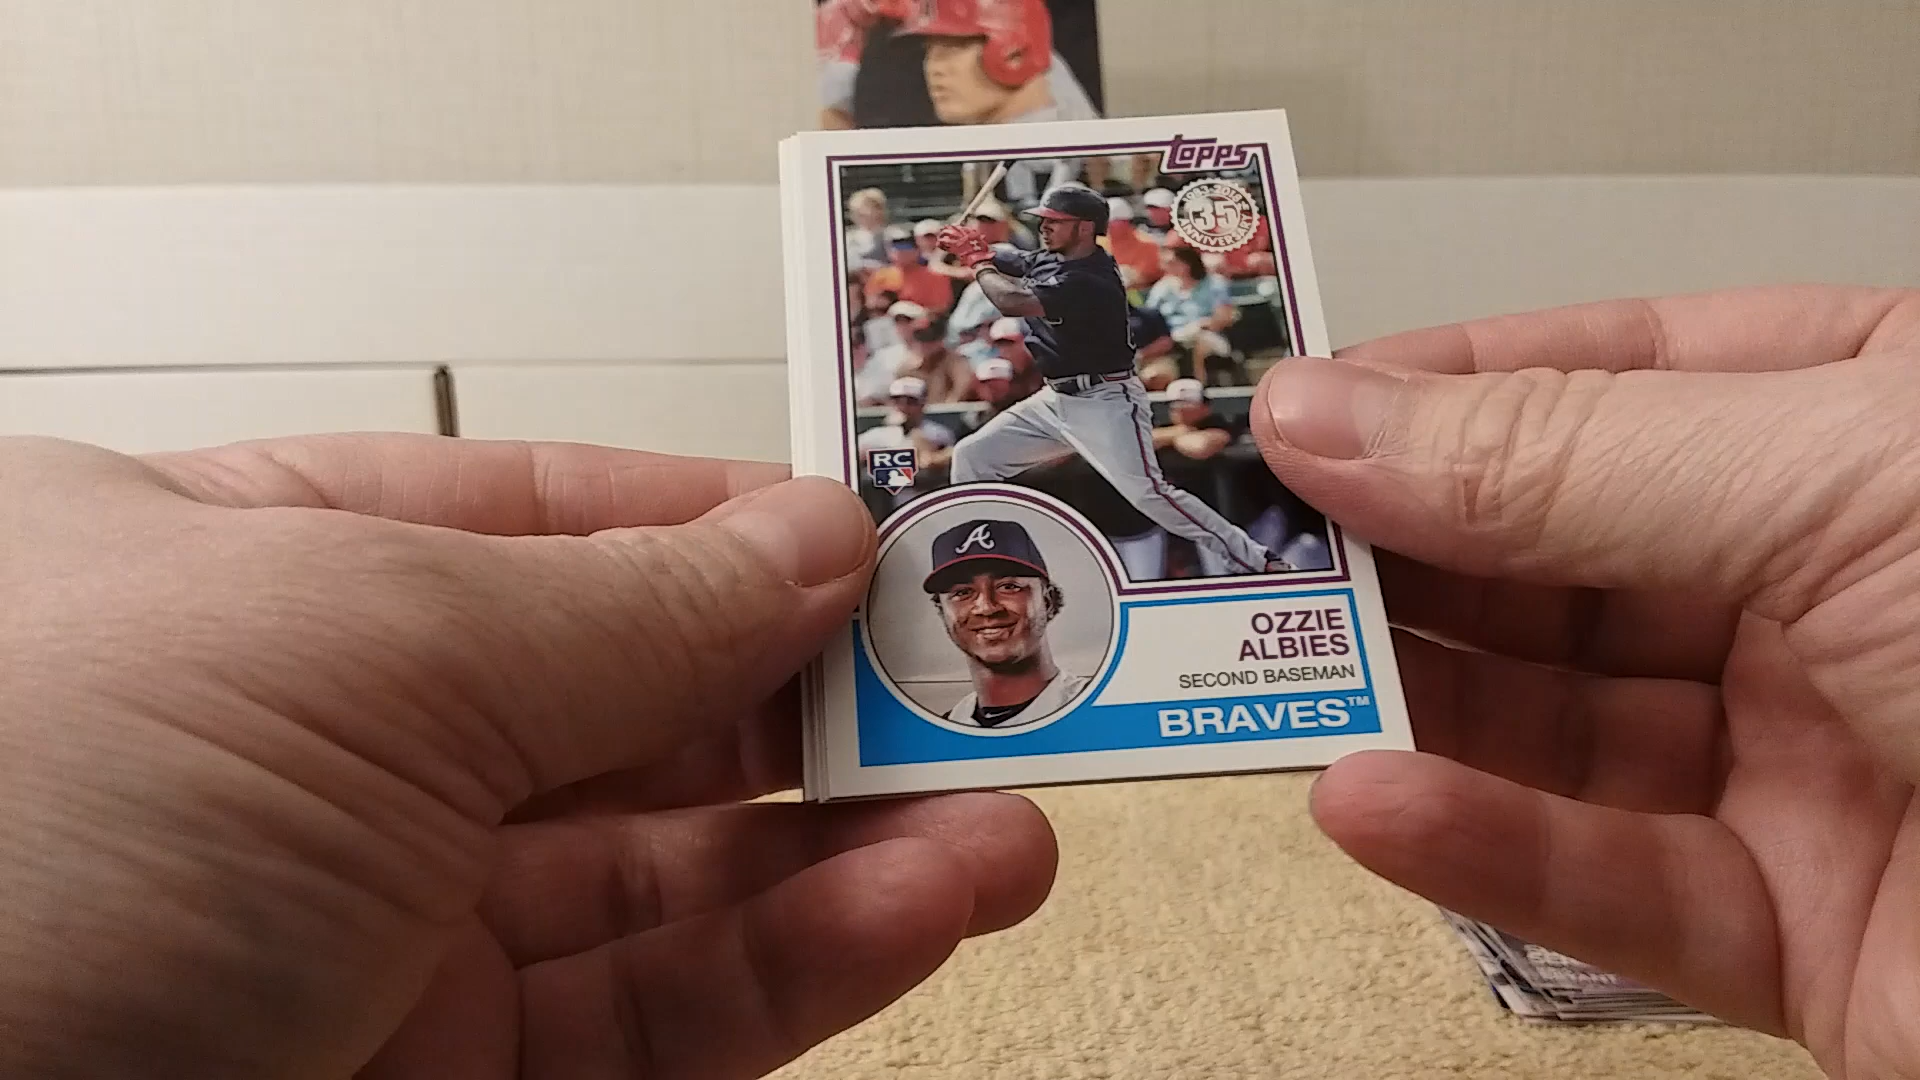 topps
1983-2018
35
ANNIVERSARY
RC
A
OZZIE
ALBIES
SECOND BASEMAN
BRAVES™
BRYANT